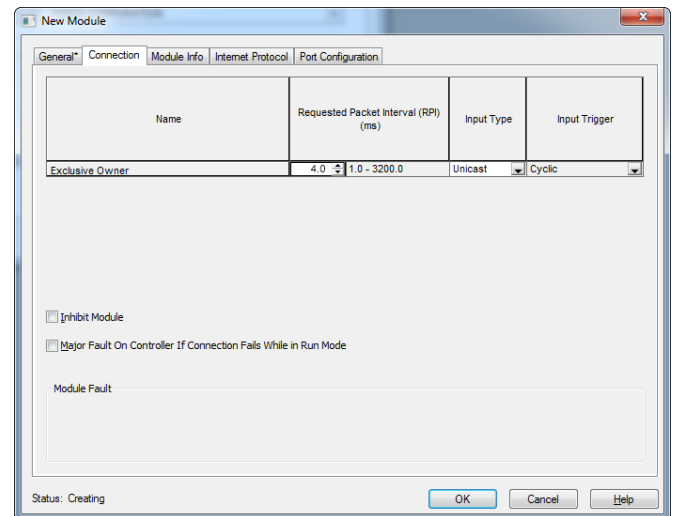 New Module
General* Connection Module Info Internet Protocol Port Configuration
Name Requested Packet Interval (RPI) (ms) Input Type Input Trigger
Exclusive Owner 4.0 1.0 - 3200.0 Unicast Cyclic
Inhibit Module
Major Fault On Controller If Connection Fails While in Run Mode
Module Fault
Status: Creating OK Cancel Help